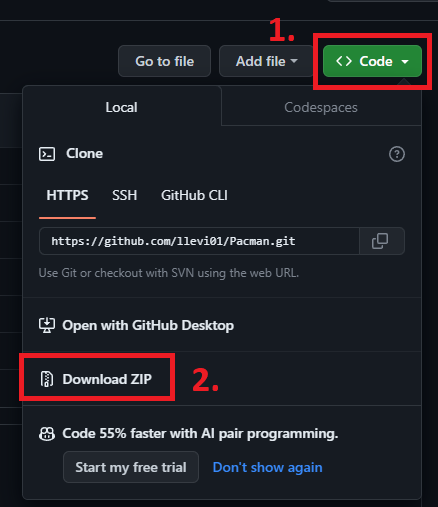 1.
Go to file
Add file
<> Code
Local
Codespaces
Clone
HTTPS
SSH
GitHub CLI
https://github.com/llevi01/Pacman.git
Use Git or checkout with SVN using the web URL.
Open with GitHub Desktop
Download ZIP
2.
Code 55% faster with AI pair programming.
Start my free trial
Don't show again